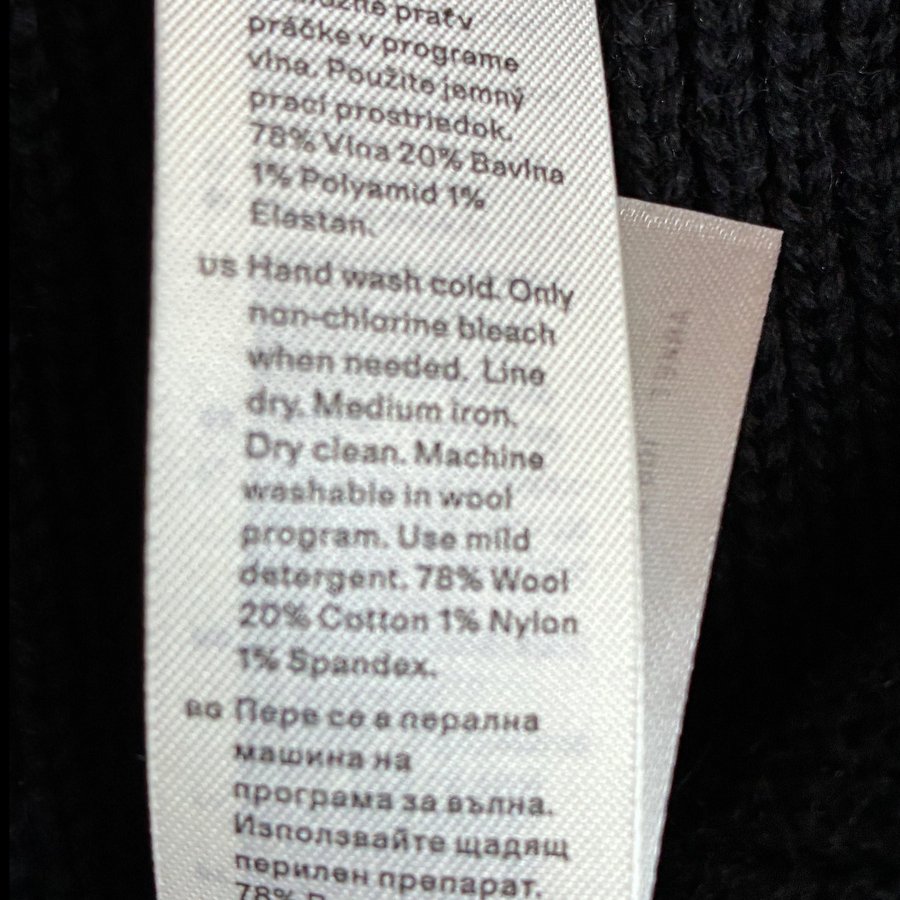 prať v
práčke v programe
vlna. Použite jemný
prací prostriedok.
78% Vlna 20% Bavlna
1% Polyamid 1%
Elastan.
US Hand wash cold. Only
non-chlorine bleach
when needed. Line
dry. Medium iron.
Dry clean. Machine
washable in wool
program. Use mild
detergent. 78% Wool
20% Cotton 1% Nylon
1% Spandex.
BG Пере се в перална
машина на
програма за вълна.
Използвайте щадящ
перилен препарат.
78%